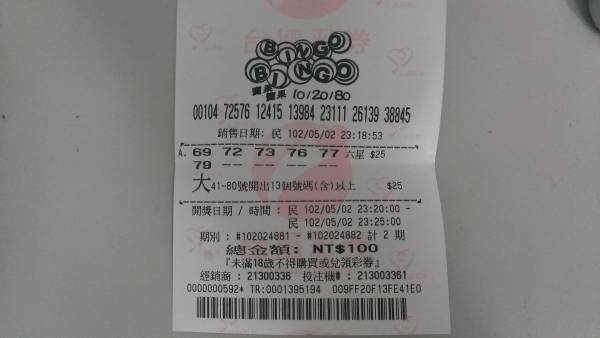 BINGO
BINGO
賓果
賓果 10/20/80
00104 72576 12415 13984 23111 26139 38845
銷售日期: 民 102/05/02 23:18:53
A. 69 72 73 76 77 六星 $25
79 -- -- -- --
大 41-80號開出13個號碼(含)以上 $25
開獎日期 / 時間 : 民 102/05/02 23:20:00 -
民 102/05/02 23:25:00
期別 : #102024881 - #102024882 計 2 期
總金額: NT$100
『未滿18歲不得購買或兌領彩券』
經銷商 : 21300336 投注機# : 213003361
0000000592* TR:0001395194 009FF20F13FE41E0